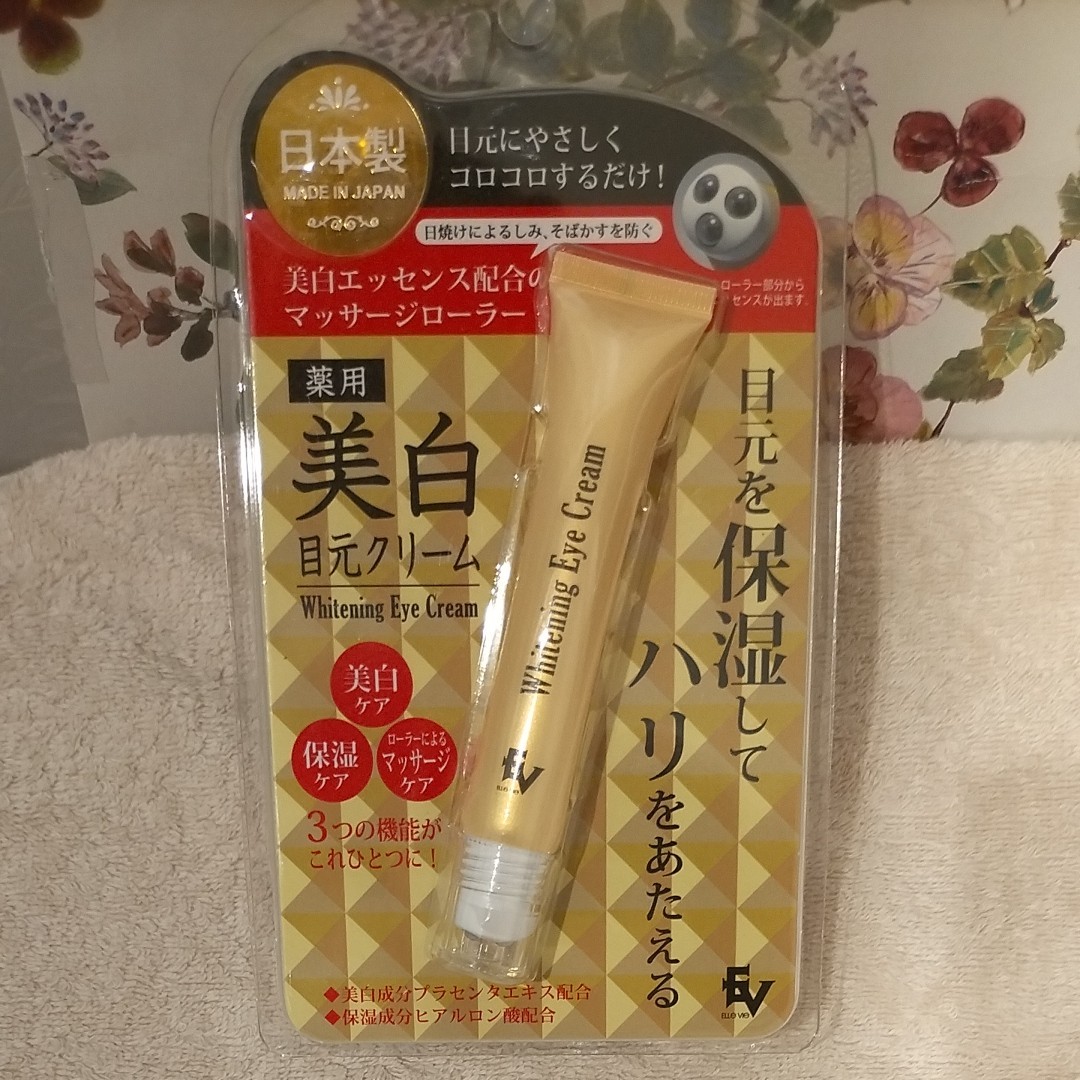 日本製
MADE IN JAPAN
目元にやさしく
コロコロするだけ!
日焼けによるしみ、そばかすを防ぐ
美白エッセンス配合の
マッサージローラー
ローラー部分から
センスが出ます。
薬用
美白
目元クリーム
Whitening Eye Cream
美白
ケア
保湿
ケア
ローラーによる
マッサージ
ケア
3つの機能が
これひとつに!
Whitening Eye Cream
EV
ELLE VIE
目元を保湿して
ハリをあたえる
◆美白成分プラセンタエキス配合
◆保湿成分ヒアルロン酸配合
EV
ELLE VIE